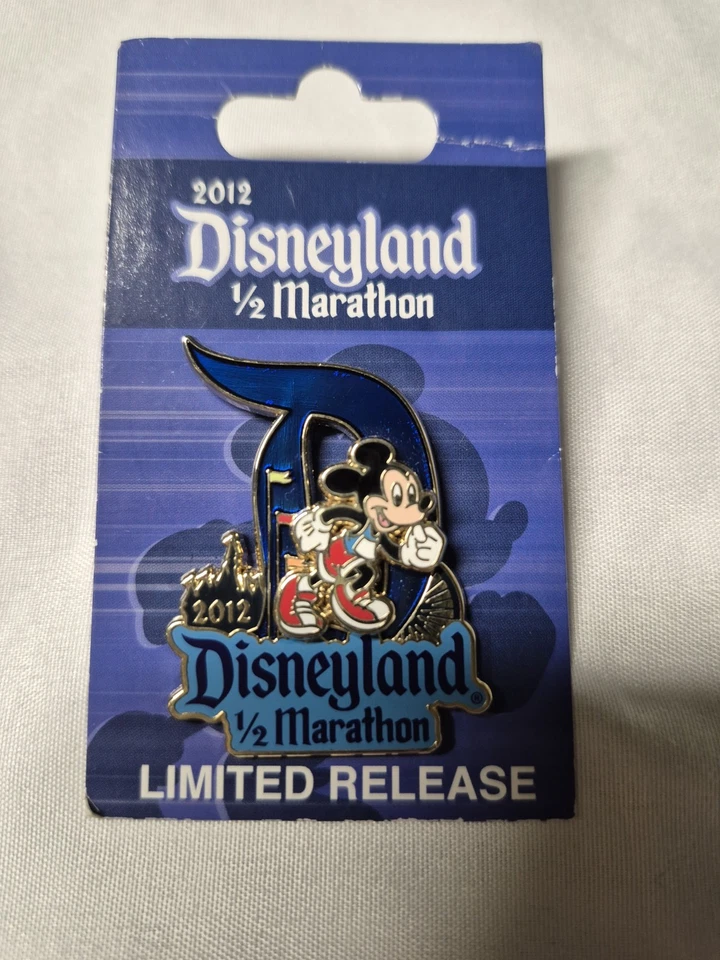 2012
Disneyland
½ Marathon
2012
Disneyland®
½ Marathon
LIMITED RELEASE